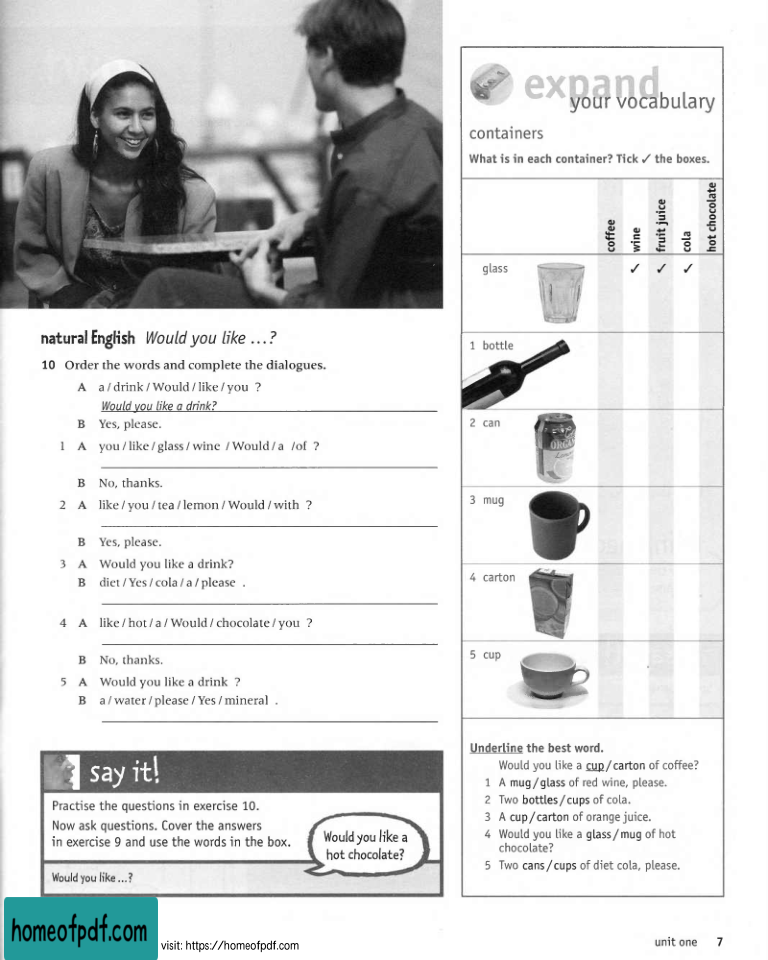 natural English Would you like ...?
10 Order the words and complete the dialogues.
A a / drink / Would / like / you ?
Would you like a drink?
B Yes, please.
1 A you / like / glass / wine / Would / a /of ?
B No, thanks.
2 A like / you / tea / lemon / Would / with ?
B Yes, please.
3 A Would you like a drink?
B diet / Yes / cola / a / please .
4 A like / hot / a / Would / chocolate / you ?
B No, thanks.
5 A Would you like a drink ?
B a / water / please / Yes / mineral .
say it!
Practise the questions in exercise 10.
Now ask questions. Cover the answers
in exercise 9 and use the words in the box.
Would you like a
hot chocolate?
Would you like ...?
expand
your vocabulary
containers
What is in each container? Tick ✓ the boxes.
coffee
wine
fruit juice
cola
hot chocolate
glass ✓ ✓ ✓
1 bottle
2 can
3 mug
4 carton
5 cup
Underline the best word.
Would you like a cup / carton of coffee?
1 A mug / glass of red wine, please.
2 Two bottles / cups of cola.
3 A cup / carton of orange juice.
4 Would you like a glass / mug of hot
chocolate?
5 Two cans / cups of diet cola, please.
homeofpdf.com
visit: https://homeofpdf.com
unit one 7